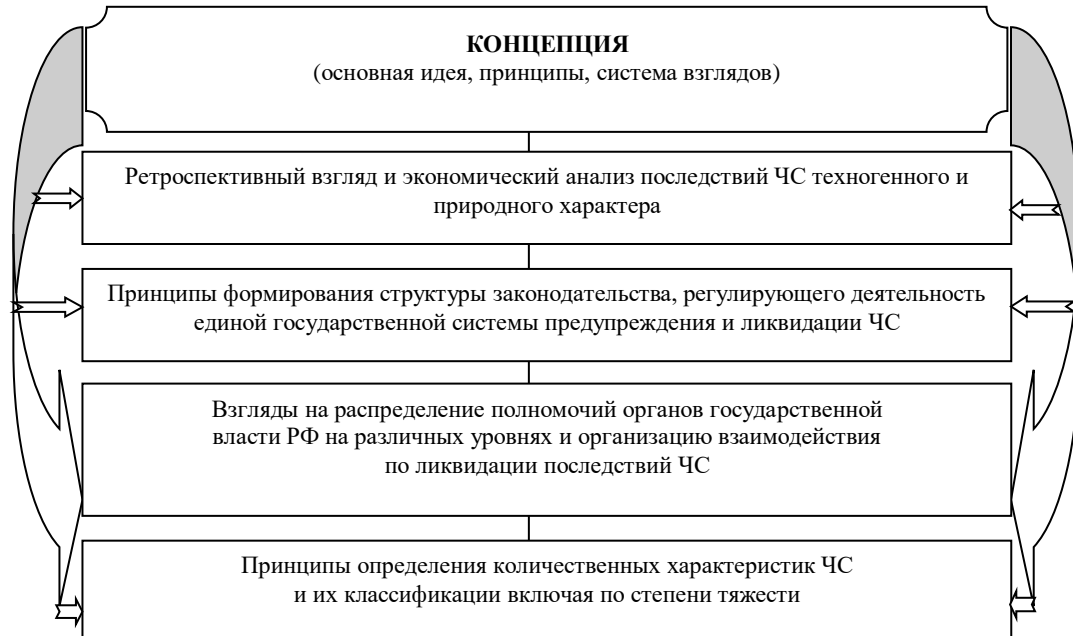 КОНЦЕПЦИЯ
(основная идея, принципы, система взглядов)
Ретроспективный взгляд и экономический анализ последствий ЧС техногенного и
природного характера
Принципы формирования структуры законодательства, регулирующего деятельность
единой государственной системы предупреждения и ликвидации ЧС
Взгляды на распределение полномочий органов государственной
власти РФ на различных уровнях и организацию взаимодействия
по ликвидации последствий ЧС
Принципы определения количественных характеристик ЧС
и их классификации включая по степени тяжести